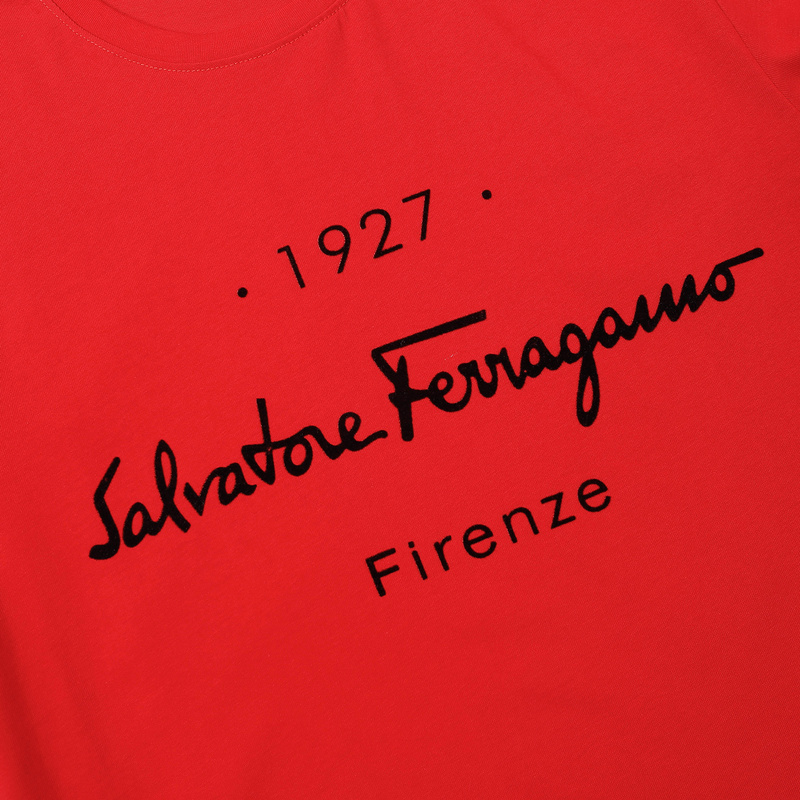 • 1927 •
Salvatore Ferragamo
Firenze